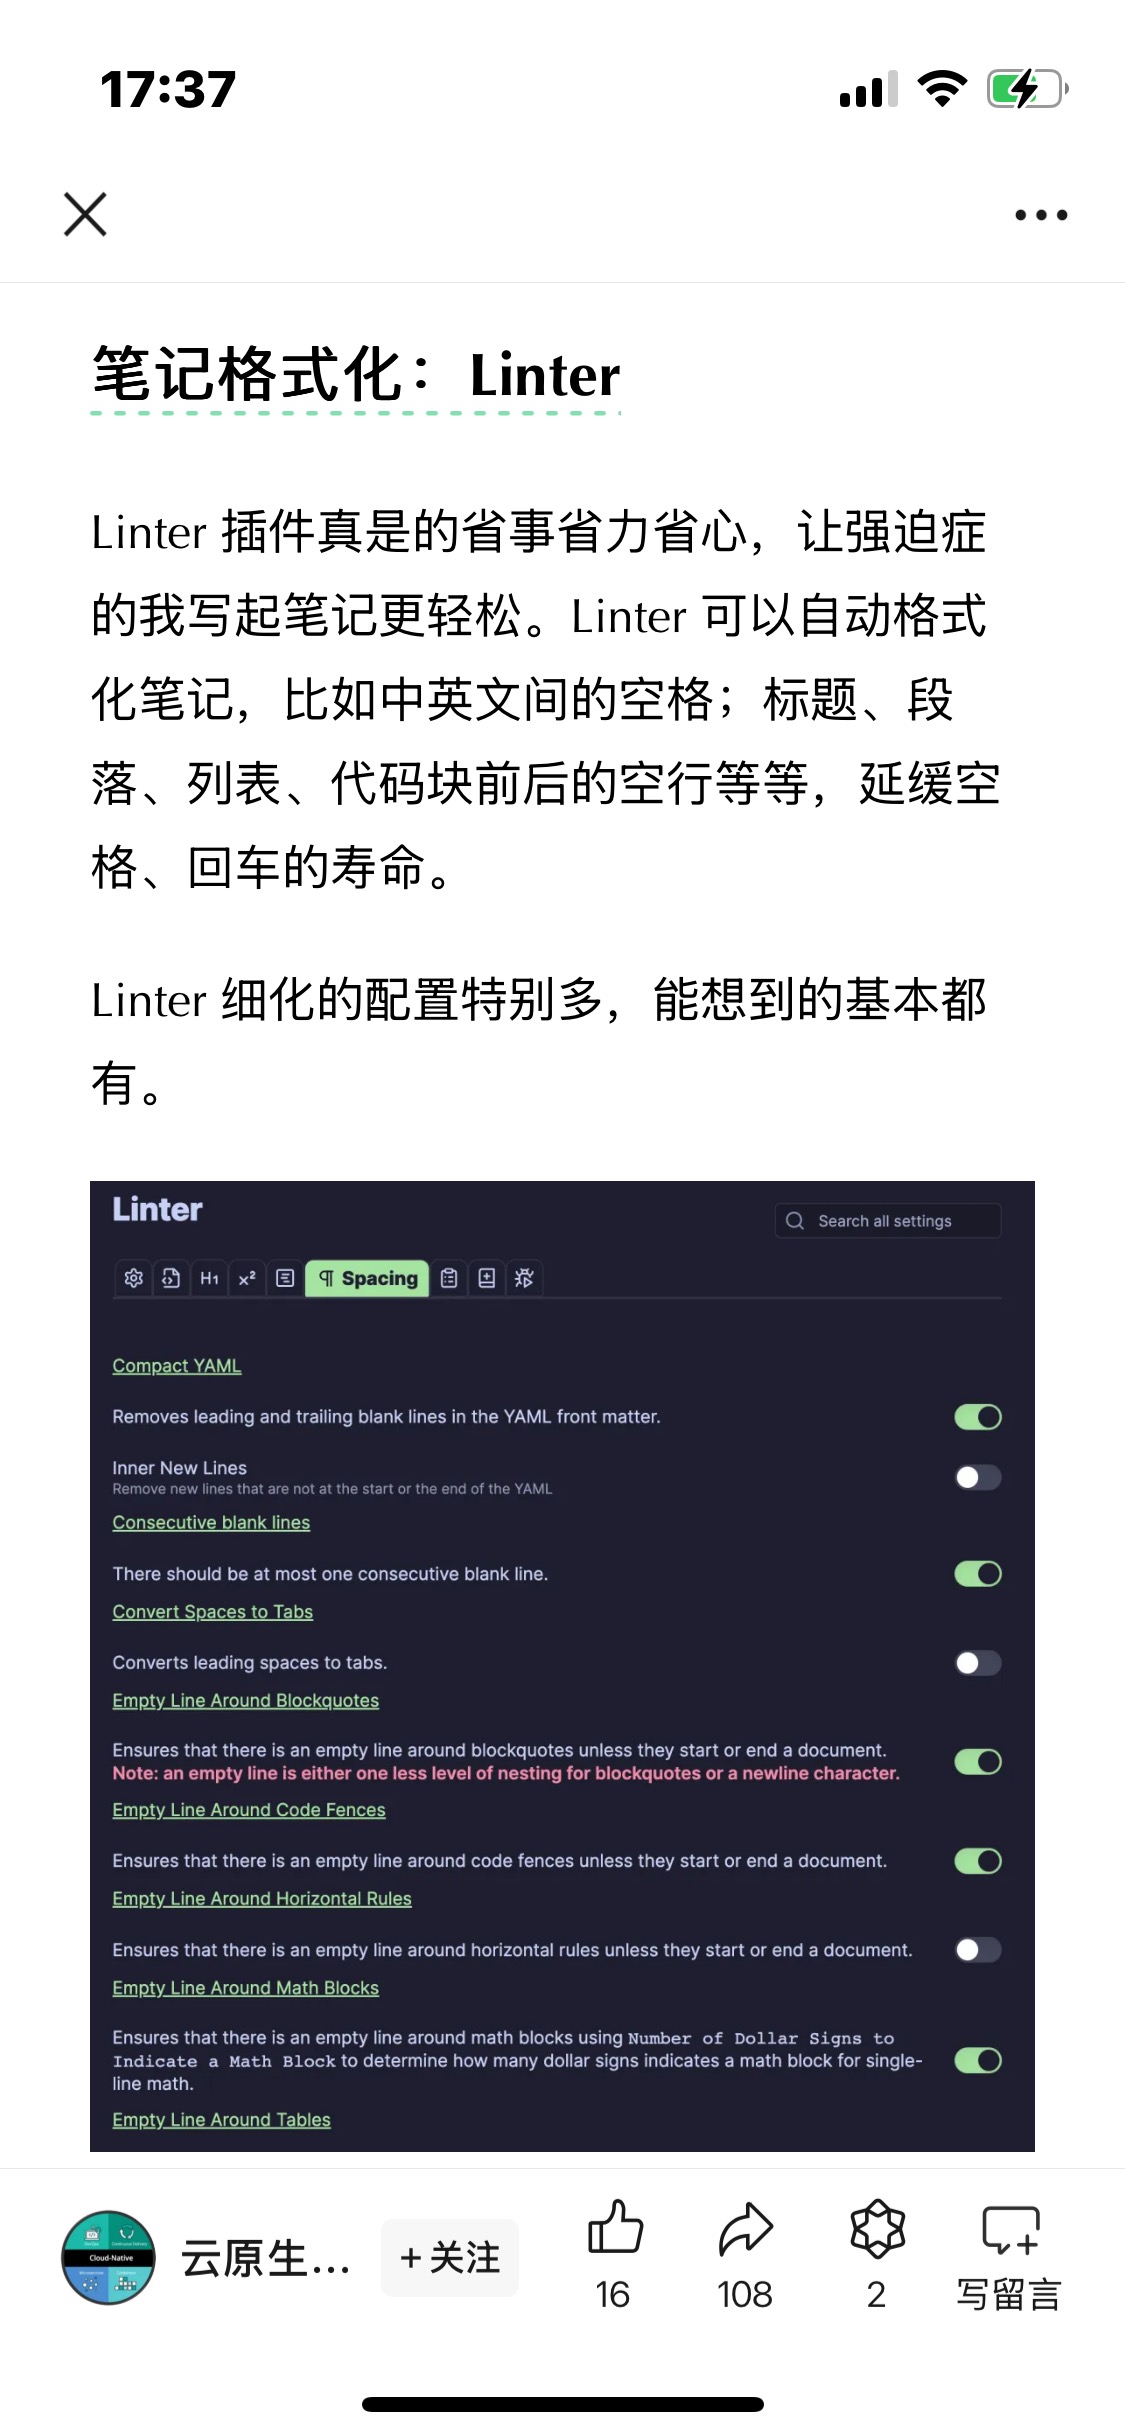 17:37
笔记格式化：Linter
Linter 插件真是的省事省力省心，让强迫症
的我写起笔记更轻松。Linter 可以自动格式
化笔记，比如中英文间的空格；标题、段
落、列表、代码块前后的空行等等，延缓空
格、回车的寿命。
Linter 细化的配置特别多，能想到的基本都
有。
Linter
Search all settings
H1 x² ¶ Spacing
Compact YAML
Removes leading and trailing blank lines in the YAML front matter.
Inner New Lines
Remove new lines that are not at the start or the end of the YAML
Consecutive blank lines
There should be at most one consecutive blank line.
Convert Spaces to Tabs
Converts leading spaces to tabs.
Empty Line Around Blockquotes
Ensures that there is an empty line around blockquotes unless they start or end a document.
Note: an empty line is either one less level of nesting for blockquotes or a newline character.
Empty Line Around Code Fences
Ensures that there is an empty line around code fences unless they start or end a document.
Empty Line Around Horizontal Rules
Ensures that there is an empty line around horizontal rules unless they start or end a document.
Empty Line Around Math Blocks
Ensures that there is an empty line around math blocks using Number of Dollar Signs to
Indicate a Math Block to determine how many dollar signs indicates a math block for single-
line math.
Empty Line Around Tables
Cloud-Native
云原生...
+关注
16
108
2
写留言